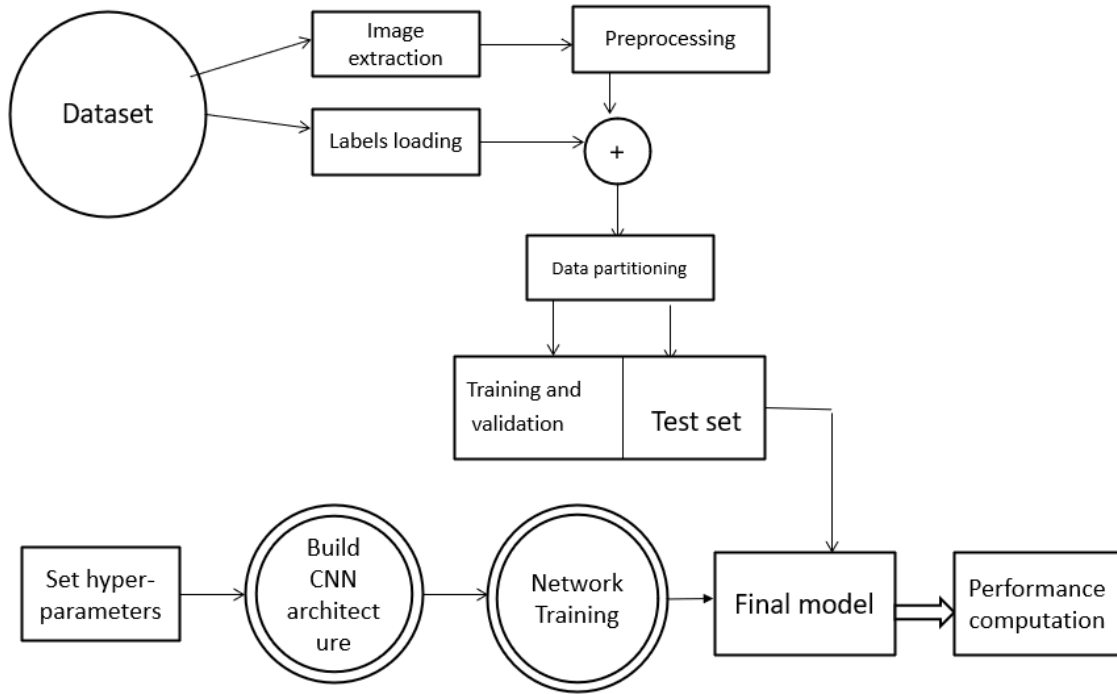 Dataset
Image
extraction
Preprocessing
Labels loading
+
Data partitioning
Training and
validation
Test set
Set hyper-
parameters
Build
CNN
architect
ure
Network
Training
Final model
Performance
computation